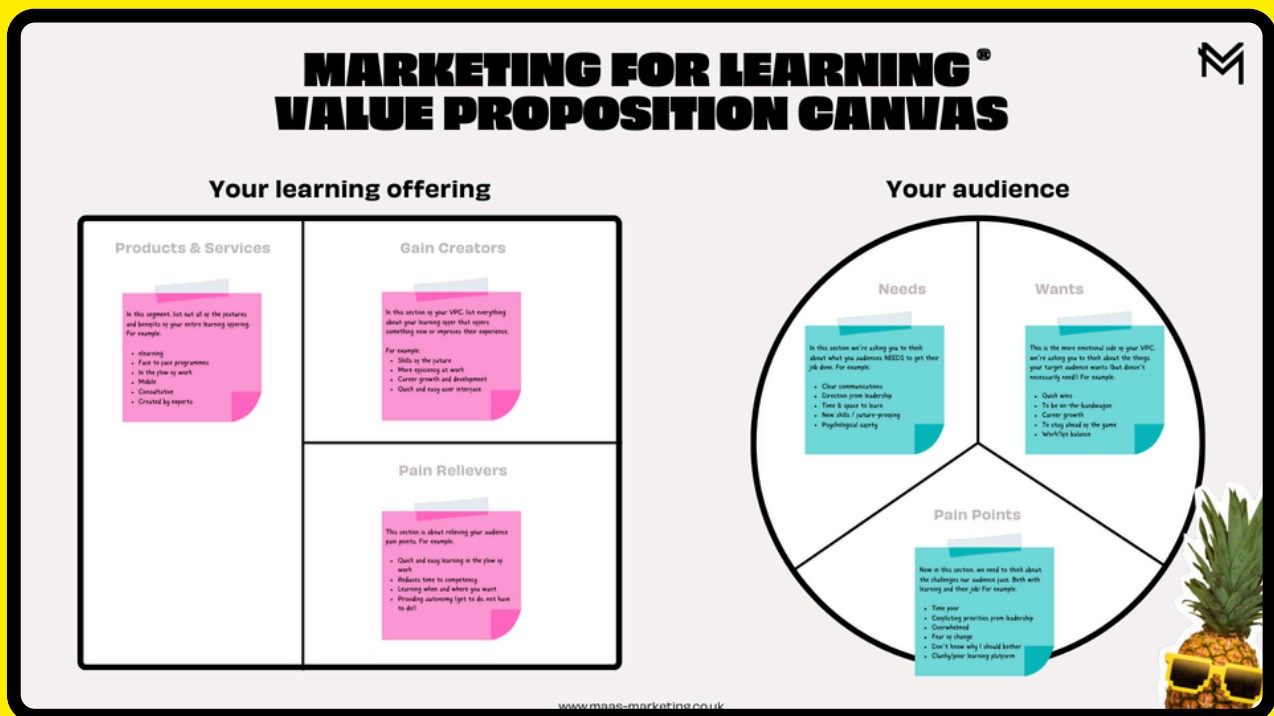 MARKETING FOR LEARNING®
VALUE PROPOSITION CANVAS
Your learning offering
Products & Services
In this segment, list out all of the features
and benefits of your entire learning offering.
For example:
• elearning
• Face to face programmes
• In the flow of work
• Mobile
• Consultative
• Created by experts
Gain Creators
In this section of your VPC, list everything
about your learning offer that offers
something new or improves their experience.
For example:
• Skills of the future
• More efficiency at work
• Career growth and development
• Quick and easy user interface
Pain Relievers
This section is about relieving your audience
pain points. For example:
• Quick and easy learning in the flow of
work
• Reduces time to competency
• Learning when and where you want
• Providing autonomy (get to do, not have
to do!)
Your audience
Needs
In this section we're asking you to think
about what you audiences NEEDS to get their
job done. For example:
• Clear communications
• Direction from leadership
• Time & space to learn
• New skills / future-proofing
• Psychological safety
Wants
This is the more emotional side of your VPC,
we're asking you to think about the things
your target audience wants (but doesn't
necessarily need!) For example:
• Quick wins
• To be on-the-bandwagon
• Career growth
• To stay ahead of the game
• Work/life balance
Pain Points
Now in this section, we need to think about
the challenges our audience face. Both with
learning and their job! For example:
• Time poor
• Conflicting priorities from leadership
• Overwhelmed
• Fear of change
• Don't know why I should bother
• Clunky/poor learning platform
www.maas-marketing.co.uk